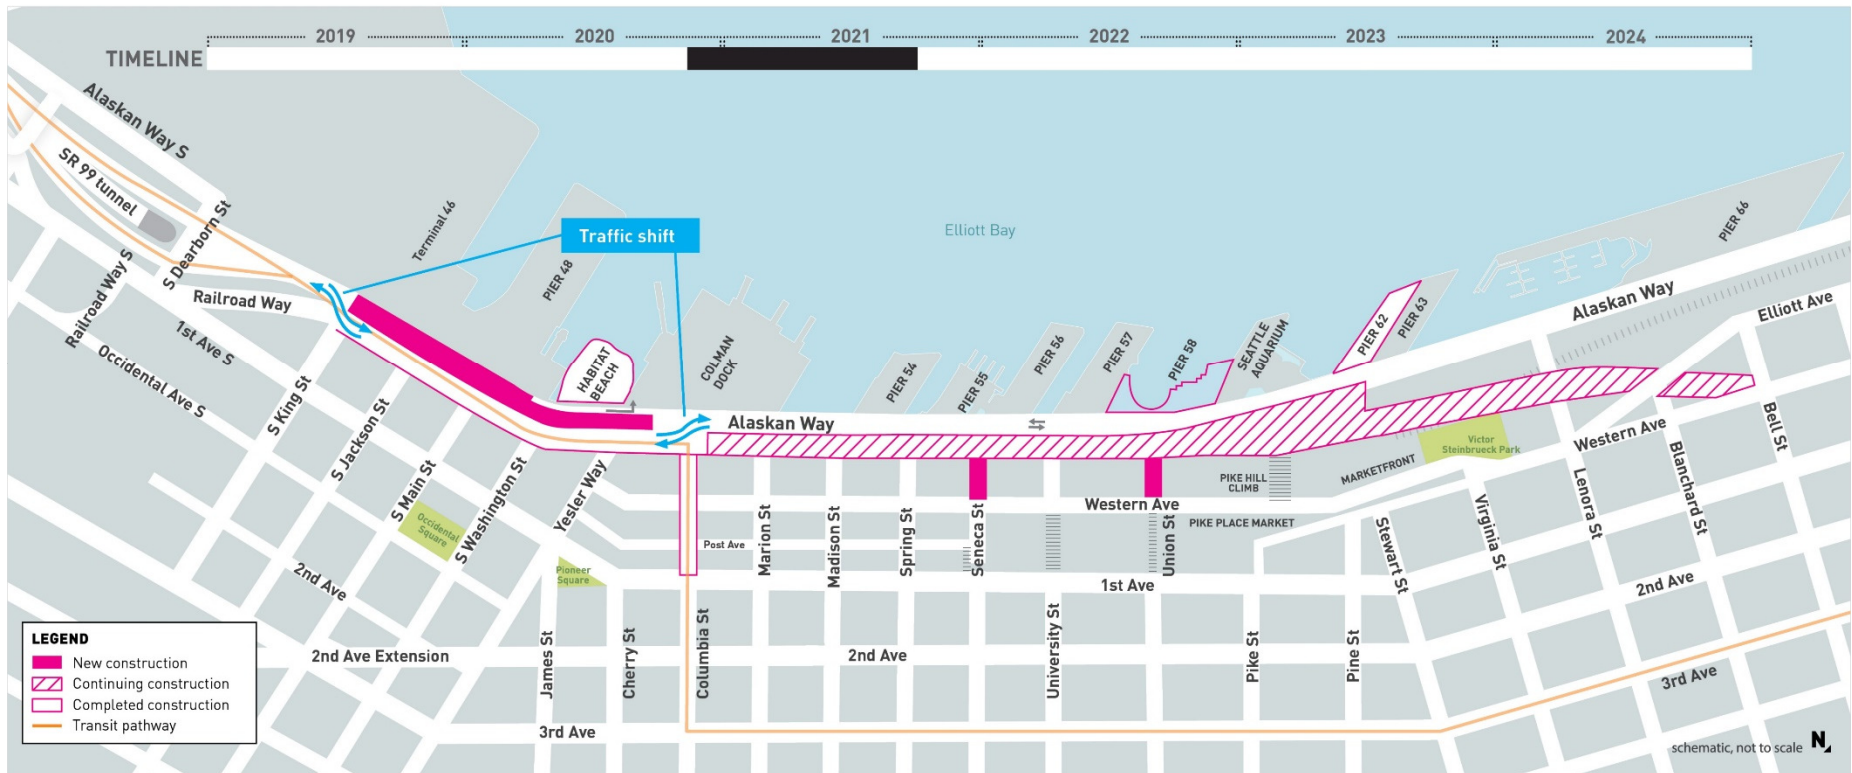 2019
2020
2021
2022
2023
2024
TIMELINE
Alaskan Way S
SR 99 tunnel
S Dearborn St
Terminal 46
Railroad Way S
Railroad Way
1st Ave S
Occidental Ave S
Traffic shift
PIER 48
HABITAT
BEACH
COLMAN
DOCK
Elliott Bay
PIER 54
PIER 55
PIER 56
PIER 57
PIER 58
SEATTLE
AQUARIUM
PIER 62
PIER 63
PIER 66
Alaskan Way
Alaskan Way
Elliott Ave
S King St
S Jackson St
S Main St
S Washington St
Yesler Way
Occidental
Square
2nd Ave
Pioneer
Square
Post Ave
Marion St
Madison St
Spring St
Seneca St
Western Ave
Union St
PIKE HILL
CLIMB
PIKE PLACE MARKET
MARKETFRONT
Victor
Steinbrueck Park
Western Ave
Bell St
Blanchard St
Lenora St
Virginia St
Stewart St
1st Ave
2nd Ave
2nd Ave Extension
James St
Cherry St
Columbia St
2nd Ave
University St
Pike St
Pine St
3rd Ave
3rd Ave
LEGEND
New construction
Continuing construction
Completed construction
Transit pathway
schematic, not to scale
N